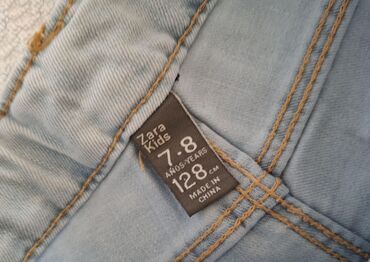 Zara
Kids
7-8
AÑOS-YEARS
128 CM
MADE IN
CHINA